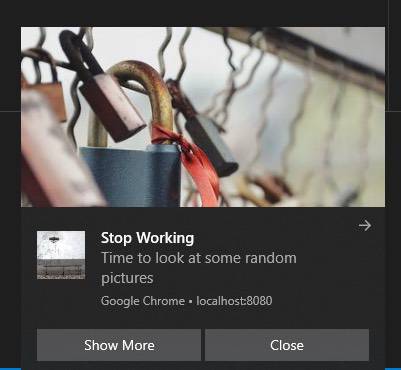 Stop Working
Time to look at some random
pictures
Google Chrome • localhost:8080
Show More
Close